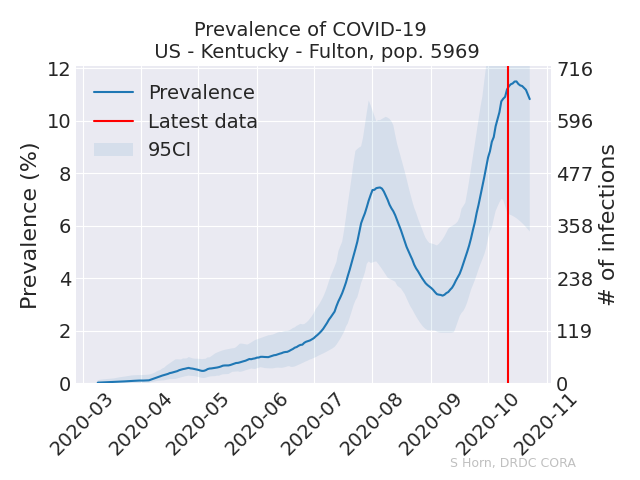 Prevalence of COVID-19
US - Kentucky - Fulton, pop. 5969
Prevalence (%)
12
10
8
6
4
2
0
Prevalence
Latest data
95CI
716
596
477
358
238
119
0
# of infections
2020-03
2020-04
2020-05
2020-06
2020-07
2020-08
2020-09
2020-10
2020-11
S Horn, DRDC CORA